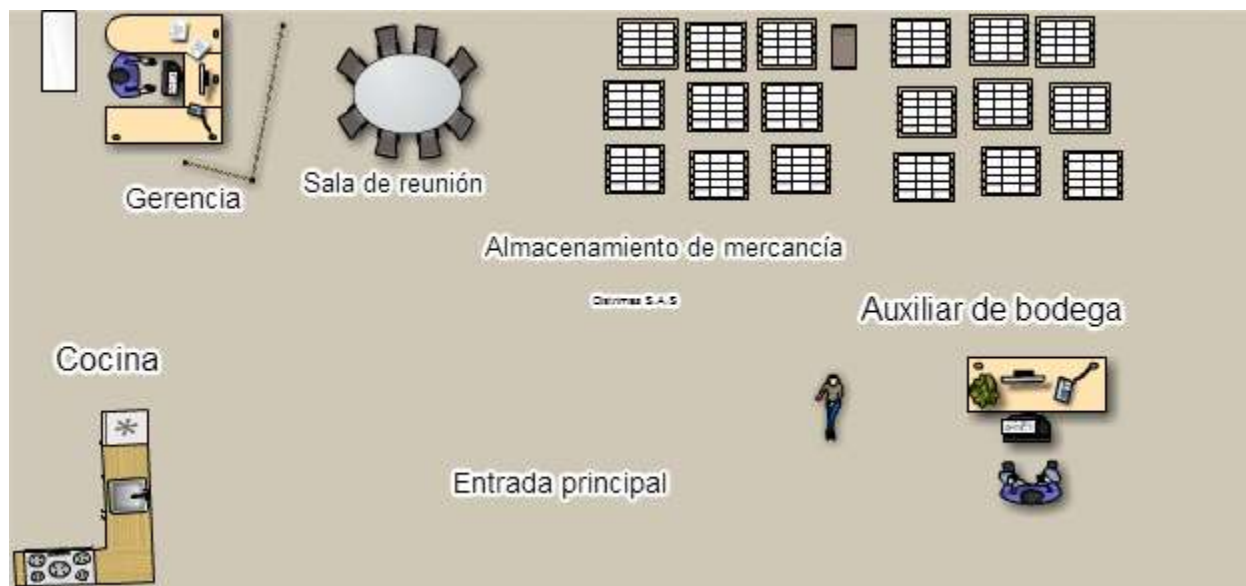 Gerencia
Sala de reunión
Almacenamiento de mercancía
S.A.S
Auxiliar de bodega
Cocina
Entrada principal